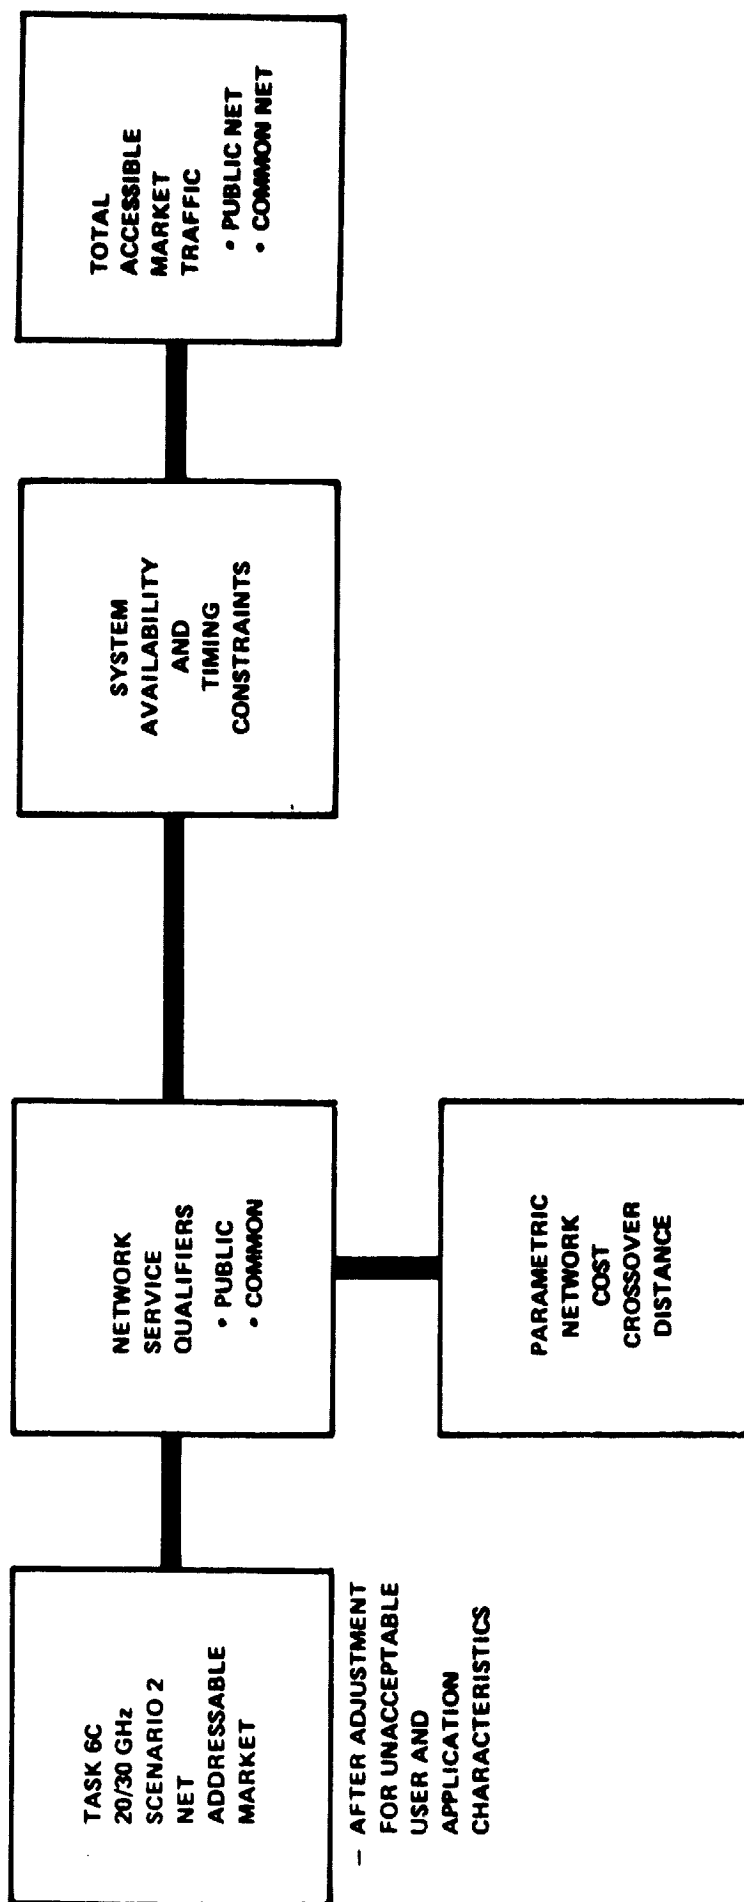 TASK 6C
20/30 GHz
SCENARIO 2
NET
ADDRESSABLE
MARKET
– AFTER ADJUSTMENT
FOR UNACCEPTABLE
USER AND
APPLICATION
CHARACTERISTICS
NETWORK
SERVICE
QUALIFIERS
• PUBLIC
• COMMON
PARAMETRIC
NETWORK
COST
CROSSOVER
DISTANCE
SYSTEM
AVAILABILITY
AND
TIMING
CONSTRAINTS
TOTAL
ACCESSIBLE
MARKET
TRAFFIC
• PUBLIC NET
• COMMON NET